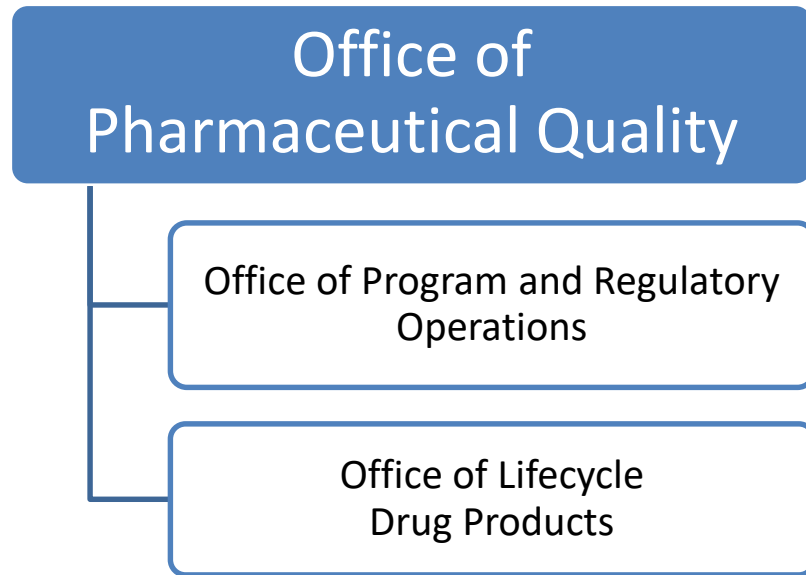 Office of
Pharmaceutical Quality
Office of Program and Regulatory
Operations
Office of Lifecycle
Drug Products